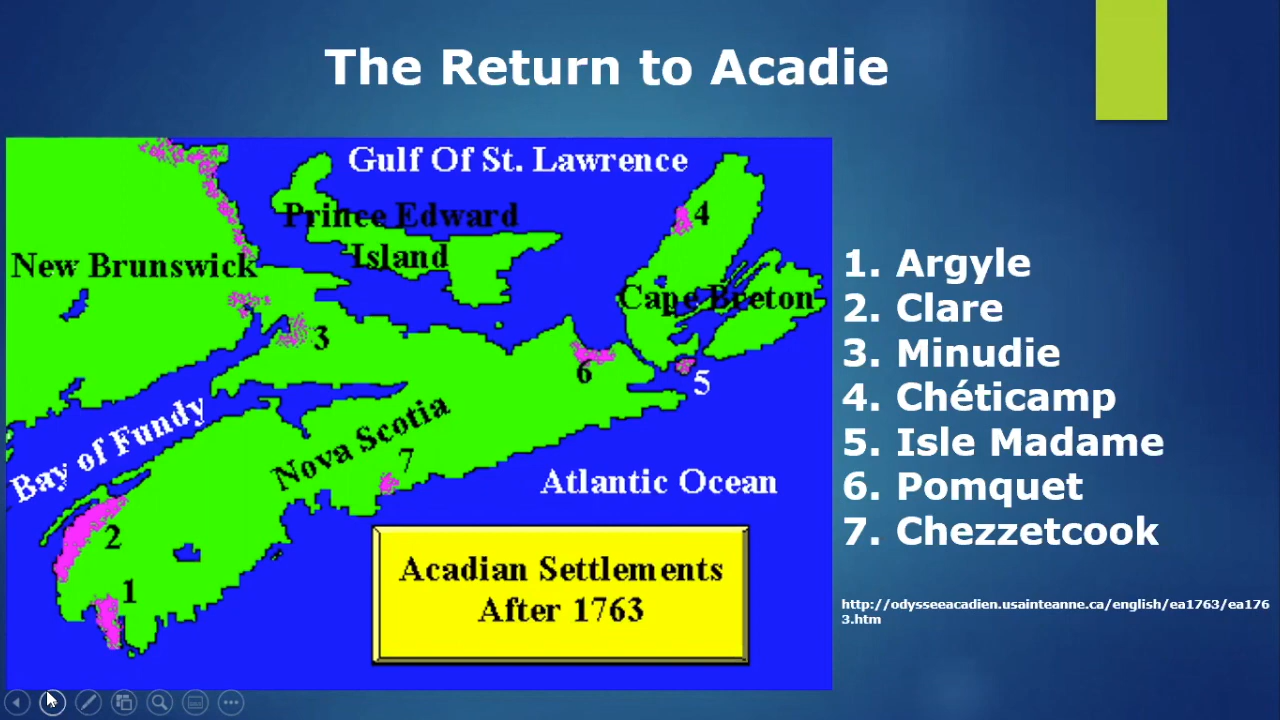 The Return to Acadie
Gulf Of St. Lawrence
Prince Edward
Island
New Brunswick
4
Cape Breton
3
6
5
Bay of Fundy
Nova Scotia
7
Atlantic Ocean
2
1
Acadian Settlements
After 1763
1. Argyle
2. Clare
3. Minudie
4. Chéticamp
5. Isle Madame
6. Pomquet
7. Chezzetcook
http://odysseeacadien.usainteanne.ca/english/ea1763/ea176
3.htm